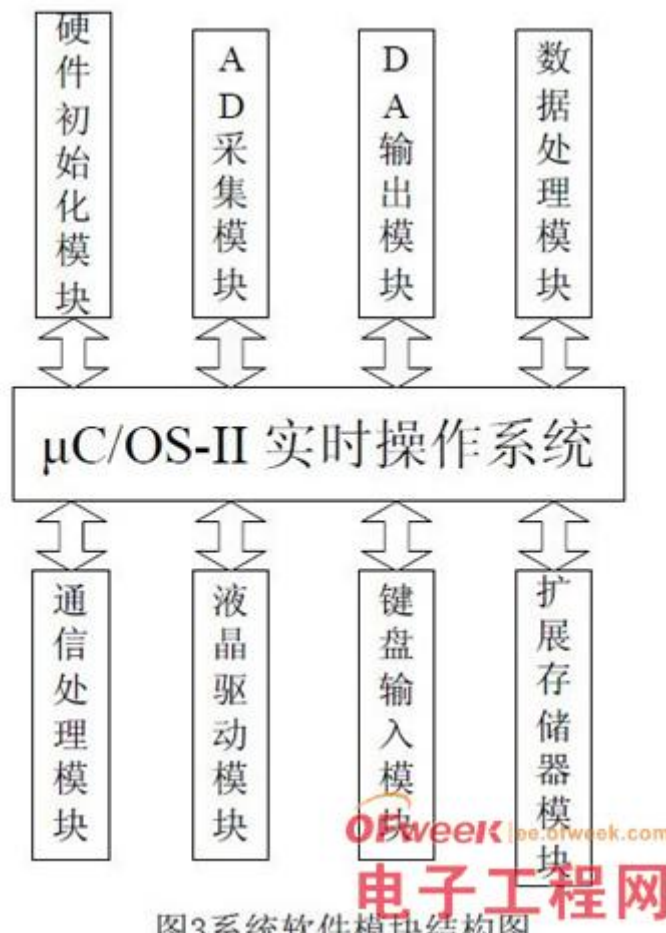 硬件初始化模块
AD采集模块
DA输出模块
数据处理模块
μC/OS-II 实时操作系统
通信处理模块
液晶驱动模块
键盘输入模块
扩展存储器模块
OFweek ee.ofweek.com
电子工程网
图3系统软件模块结构图